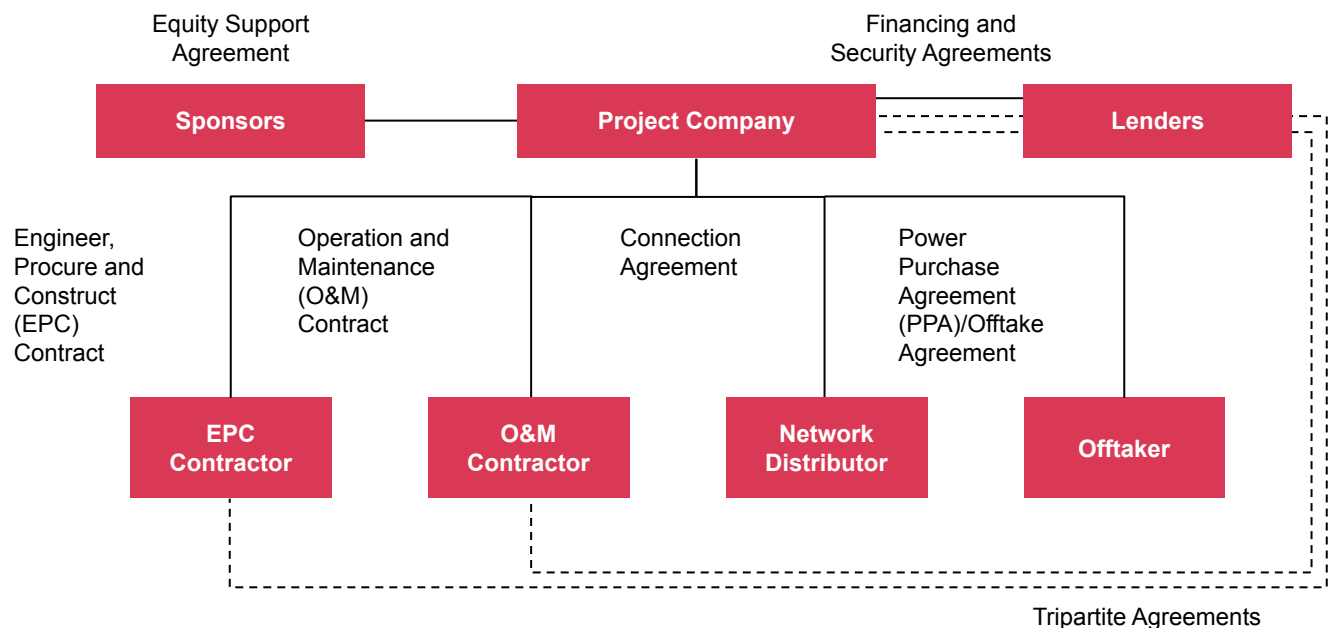 Equity Support
Agreement
Financing and
Security Agreements
Sponsors
Project Company
Lenders
Engineer,
Procure and
Construct
(EPC)
Contract
Operation and
Maintenance
(O&M)
Contract
Connection
Agreement
Power
Purchase
Agreement
(PPA)/Offtake
Agreement
EPC
Contractor
O&M
Contractor
Network
Distributor
Offtaker
Tripartite Agreements